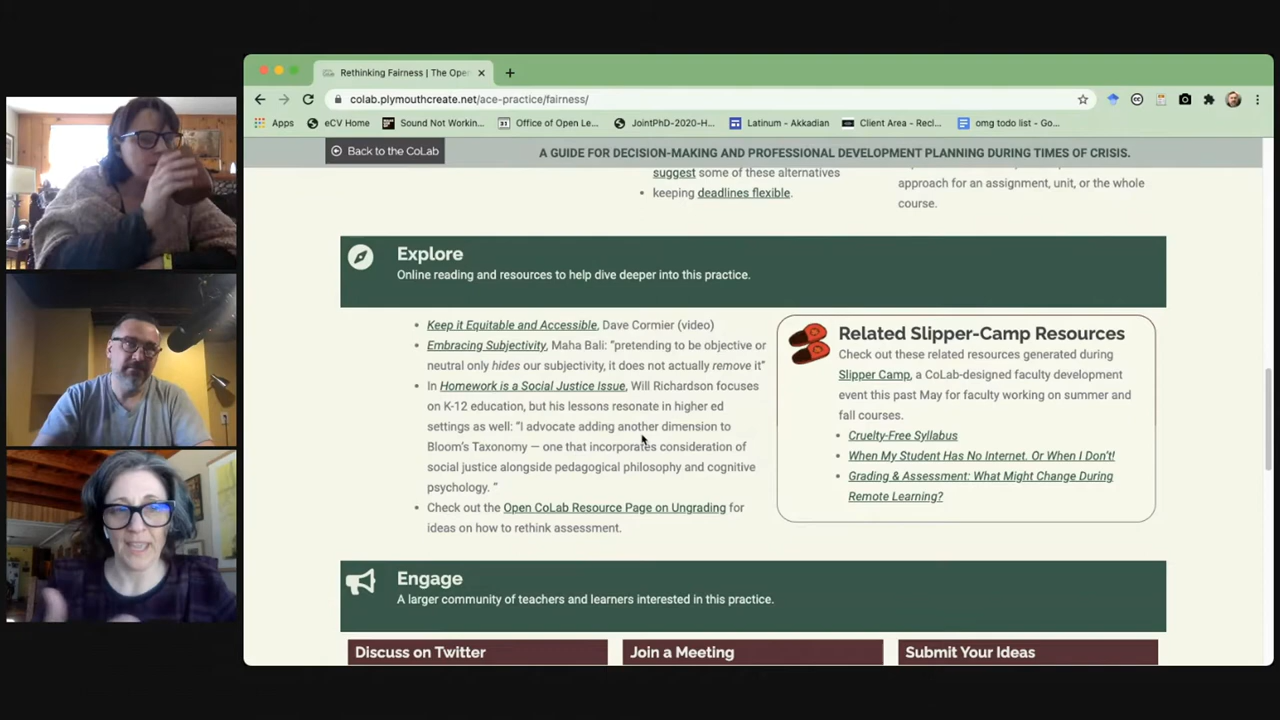 Rethinking Fairness | The Open
colab.plymouthcreate.net/ace-practice/fairness/
Apps
eCV Home
Sound Not Workin...
Office of Open Le...
JointPhD-2020-H...
Latinum - Akkadian
Client Area - Reci...
omg todo list - Go...
Back to the CoLab
A GUIDE FOR DECISION-MAKING AND PROFESSIONAL DEVELOPMENT PLANNING DURING TIMES OF CRISIS.
suggest some of these alternatives
• keeping deadlines flexible.
approach for an assignment, unit, or the whole
course.
Explore
Online reading and resources to help dive deeper into this practice.
• Keep it Equitable and Accessible, Dave Cormier (video)
• Embracing Subjectivity, Maha Bali: “pretending to be objective or
neutral only hides our subjectivity, it does not actually remove it”
• In Homework is a Social Justice Issue, Will Richardson focuses
on K-12 education, but his lessons resonate in higher ed
settings as well: “I advocate adding another dimension to
Bloom’s Taxonomy — one that incorporates consideration of
social justice alongside pedagogical philosophy and cognitive
psychology. “
• Check out the Open CoLab Resource Page on Ungrading for
ideas on how to rethink assessment.
Related Slipper-Camp Resources
Check out these related resources generated during
Slipper Camp, a CoLab-designed faculty development
event this past May for faculty working on summer and
fall courses.
• Cruelty-Free Syllabus
• When My Student Has No Internet. Or When I Don't!
• Grading & Assessment: What Might Change During
Remote Learning?
Engage
A larger community of teachers and learners interested in this practice.
Discuss on Twitter
Join a Meeting
Submit Your Ideas